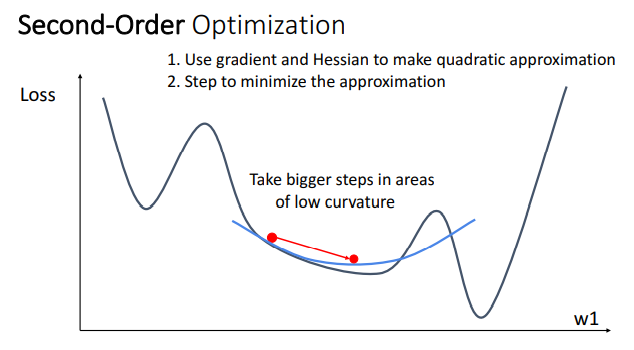 Second-Order Optimization
1. Use gradient and Hessian to make quadratic approximation
2. Step to minimize the approximation
Loss
Take bigger steps in areas
of low curvature
w1